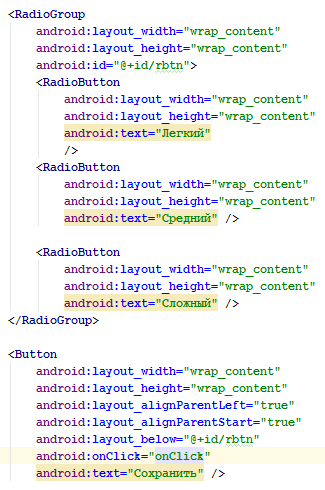 <RadioGroup
android:layout_width="wrap_content"
android:layout_height="wrap_content"
android:id="@+id/rbtn">
<RadioButton
android:layout_width="wrap_content"
android:layout_height="wrap_content"
android:text="Легкий"
/>
<RadioButton
android:layout_width="wrap_content"
android:layout_height="wrap_content"
android:text="Средний" />
<RadioButton
android:layout_width="wrap_content"
android:layout_height="wrap_content"
android:text="Сложный" />
</RadioGroup>
<Button
android:layout_width="wrap_content"
android:layout_height="wrap_content"
android:layout_alignParentLeft="true"
android:layout_alignParentStart="true"
android:layout_below="@+id/rbtn"
android:onClick="onClick"
android:text="Сохранить" />